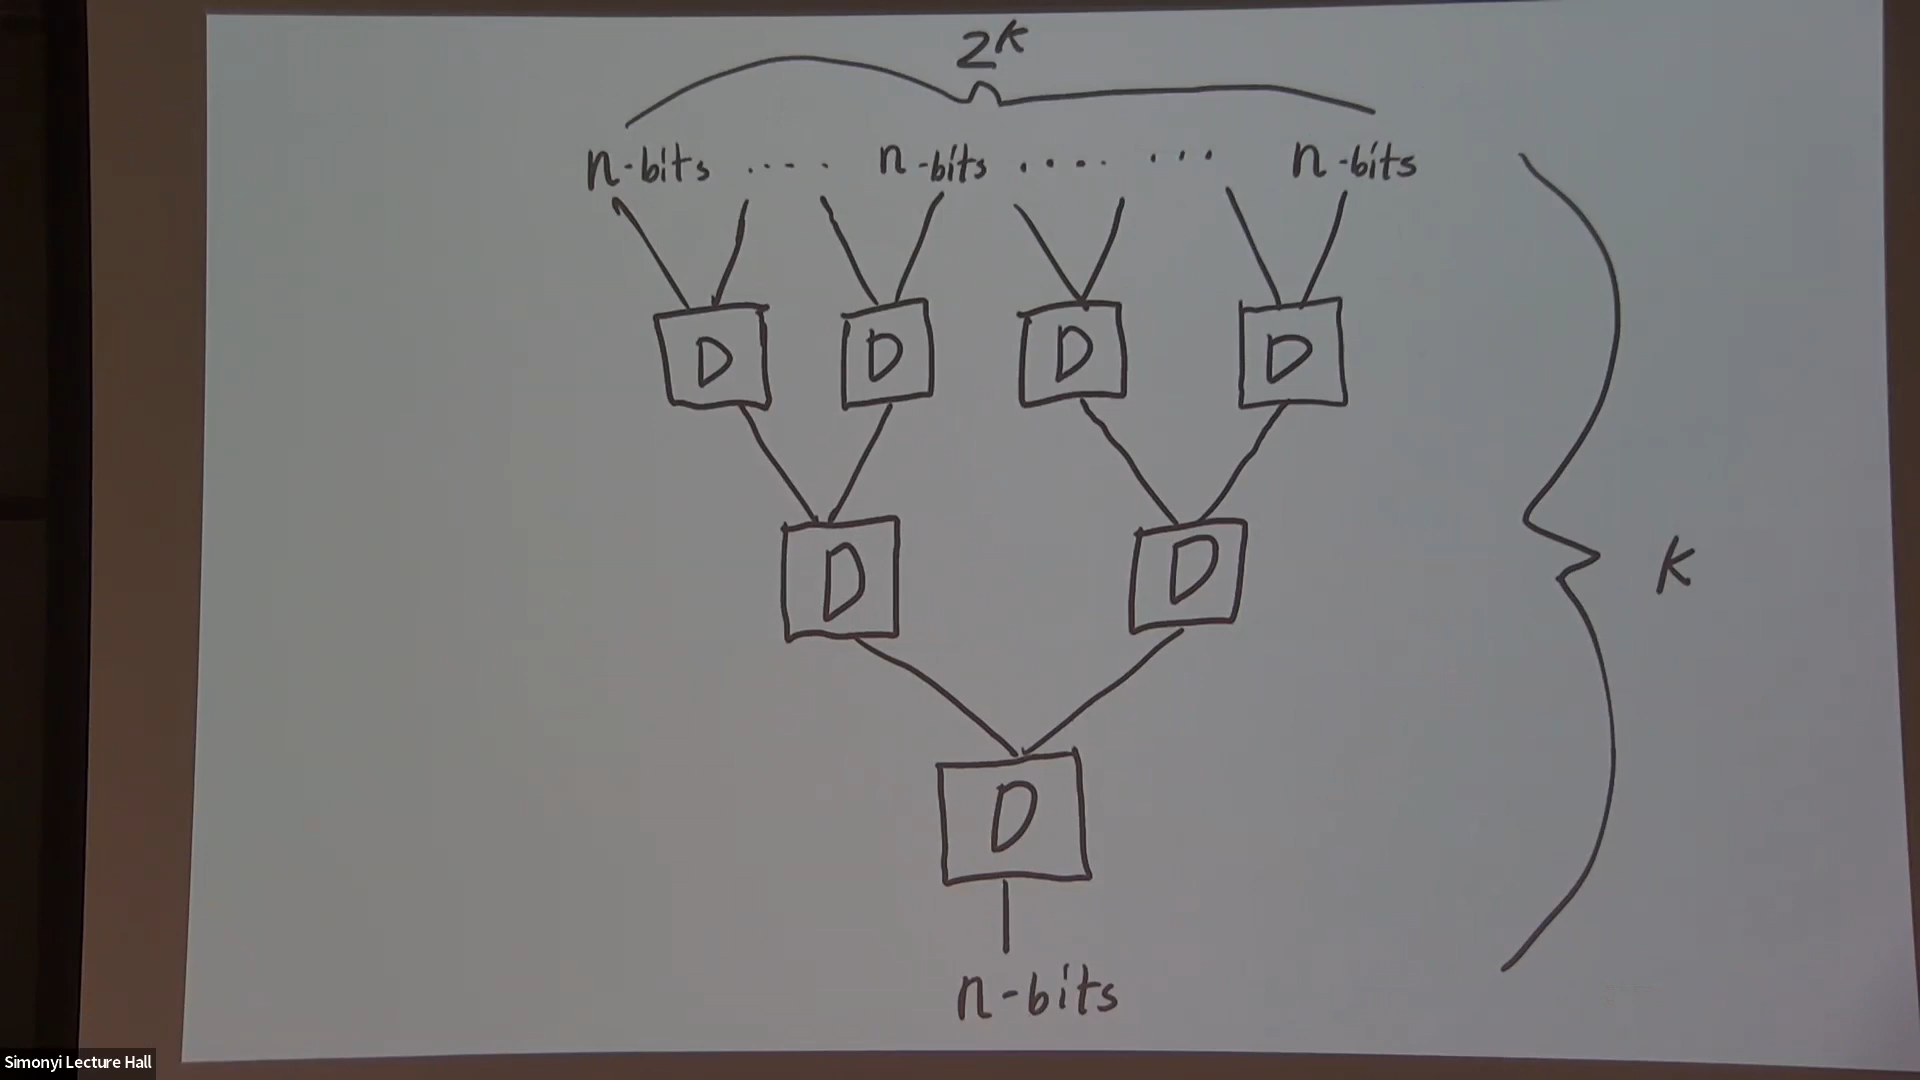 2^K
n-bits .... n-bits .... ... n-bits
D D D D
D D
K
D
n-bits
Simonyi Lecture Hall